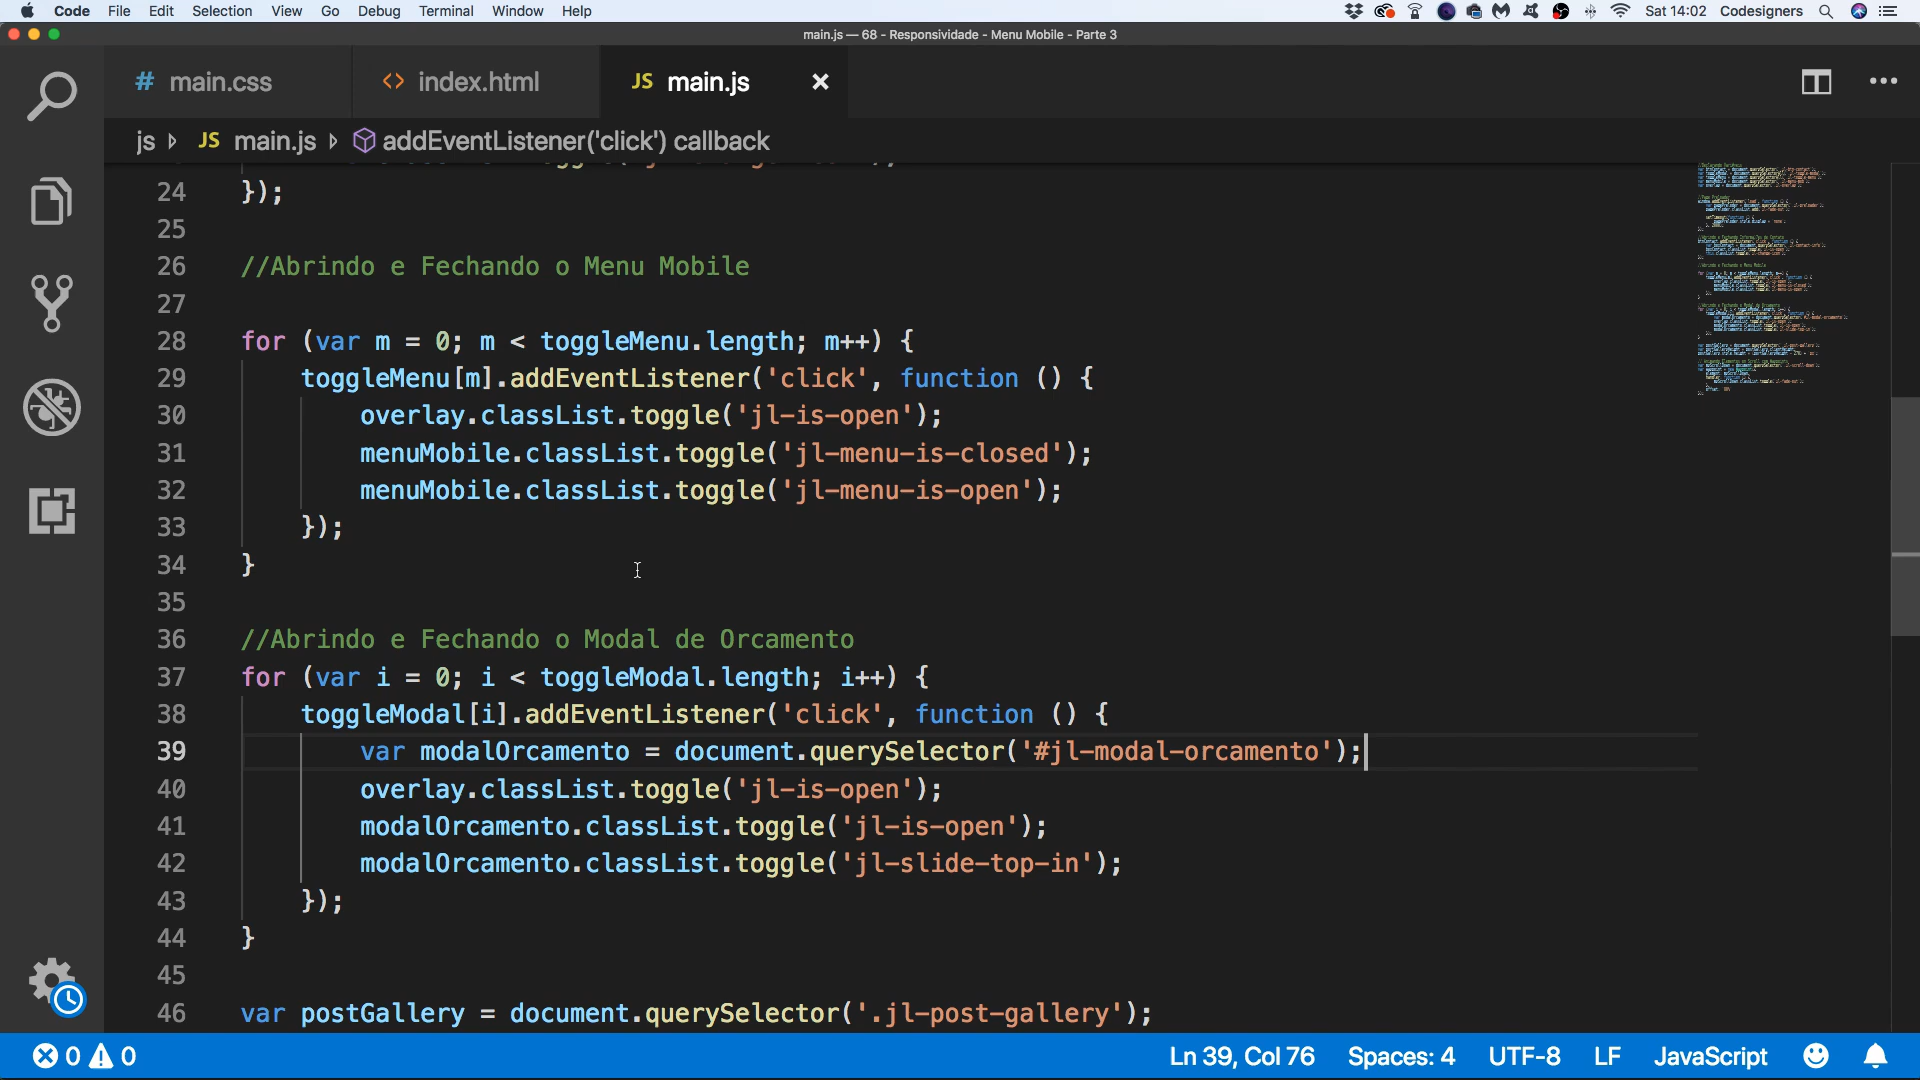 Code File Edit Selection View Go Debug Terminal Window Help Sat 14:02 Codesigners
main.js — 68 - Responsividade - Menu Mobile - Parte 3
# main.css <> index.html JS main.js ×
js JS main.js addEventListener('click') callback
24 });
25
26 //Abrindo e Fechando o Menu Mobile
27
28 for (var m = 0; m < toggleMenu.length; m++) {
29 toggleMenu[m].addEventListener('click', function () {
30 overlay.classList.toggle('jl-is-open');
31 menuMobile.classList.toggle('jl-menu-is-closed');
32 menuMobile.classList.toggle('jl-menu-is-open');
33 });
34 }
35
36 //Abrindo e Fechando o Modal de Orcamento
37 for (var i = 0; i < toggleModal.length; i++) {
38 toggleModal[i].addEventListener('click', function () {
39 var modalOrcamento = document.querySelector('#jl-modal-orcamento');
40 overlay.classList.toggle('jl-is-open');
41 modalOrcamento.classList.toggle('jl-is-open');
42 modalOrcamento.classList.toggle('jl-slide-top-in');
43 });
44 }
45
46 var postGallery = document.querySelector('.jl-post-gallery');
0 0 Ln 39, Col 76 Spaces: 4 UTF-8 LF JavaScript